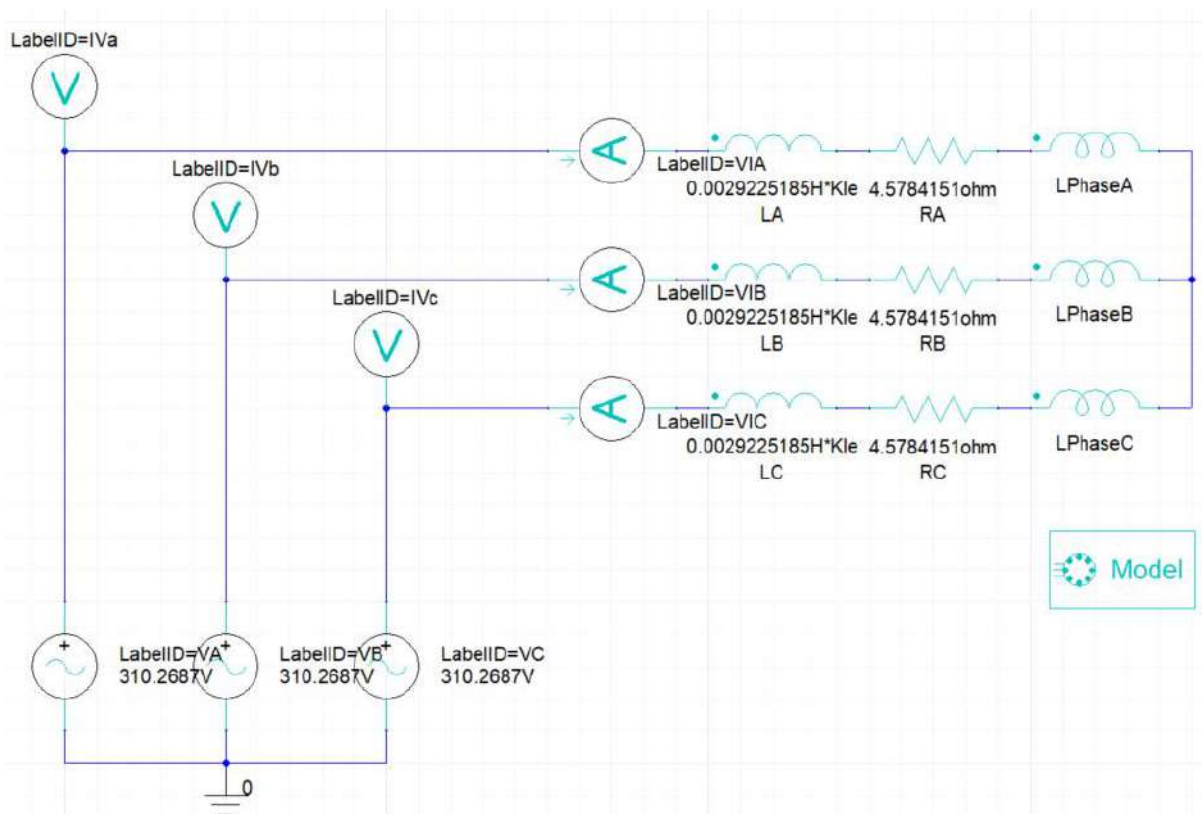 LabelID=IVa
V
LabelID=IVb
V
LabelID=IVc
V
A
LabelID=VIA
0.0029225185H*Kle
LA
4.5784151ohm
RA
LPhaseA
A
LabelID=VIB
0.0029225185H*Kle
LB
4.5784151ohm
RB
LPhaseB
A
LabelID=VIC
0.0029225185H*Kle
LC
4.5784151ohm
RC
LPhaseC
Model
+
LabelID=VA
310.2687V
+
LabelID=VB
310.2687V
+
LabelID=VC
310.2687V
0